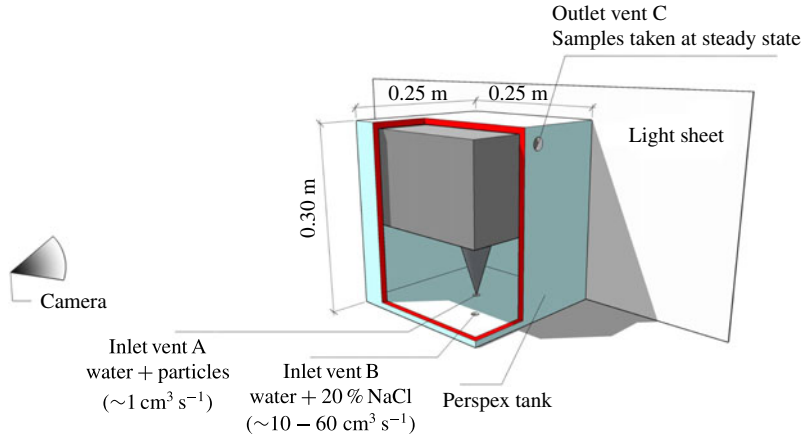 Outlet vent C
Samples taken at steady state
0.25 m
0.25 m
Light sheet
0.30 m
Camera
Inlet vent A
water + particles
(~1 cm³ s⁻¹)
Inlet vent B
water + 20 % NaCl
(~10 – 60 cm³ s⁻¹)
Perspex tank